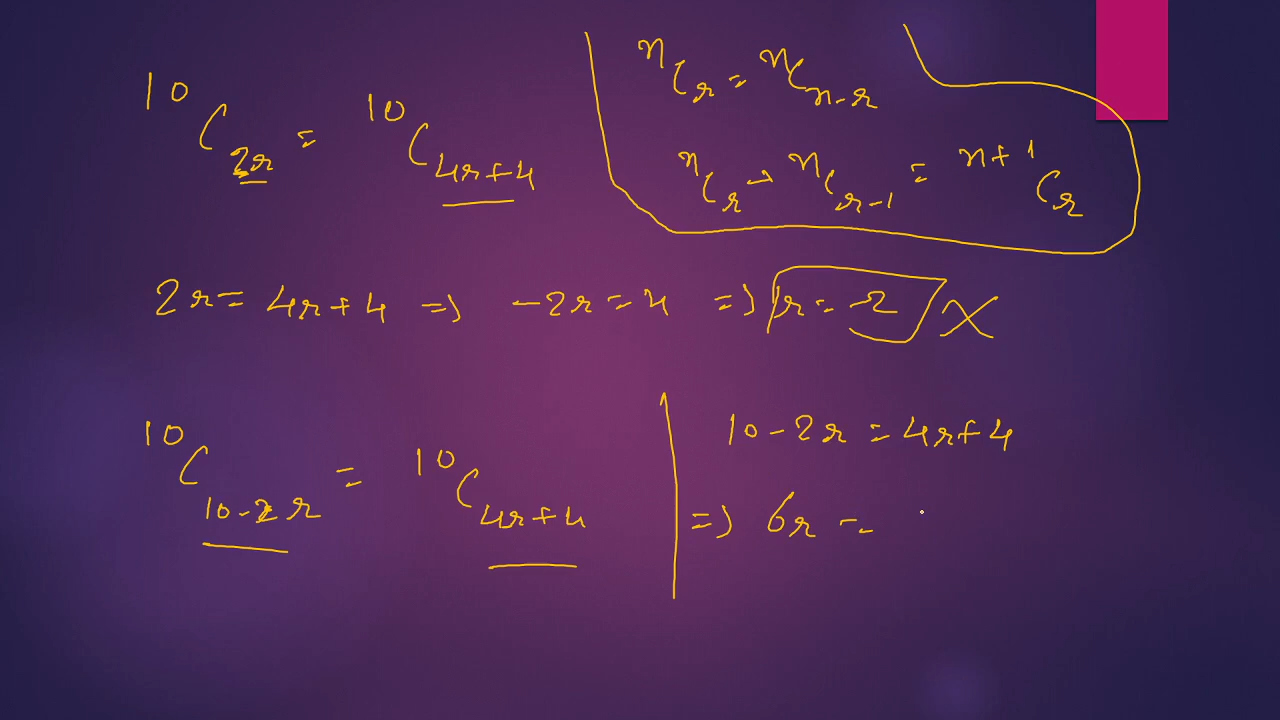 ¹⁰C₂ᵣ = ¹⁰C₄ᵣ₊₄
ⁿCᵣ = ⁿCₙ₋ᵣ
ⁿCᵣ - ⁿCᵣ₋₁ = ⁿ⁺¹Cᵣ
2r = 4r+4 => -2r = 4 => r = -2 X
¹⁰C₁₀₋₂ᵣ = ¹⁰C₄ᵣ₊₄
10-2r = 4r+4
=> 6r =